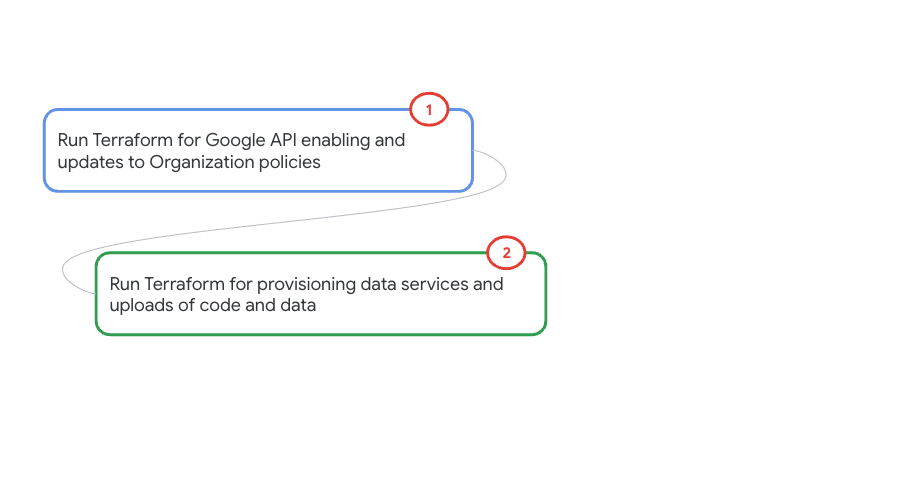 1
Run Terraform for Google API enabling and
updates to Organization policies
2
Run Terraform for provisioning data services and
uploads of code and data